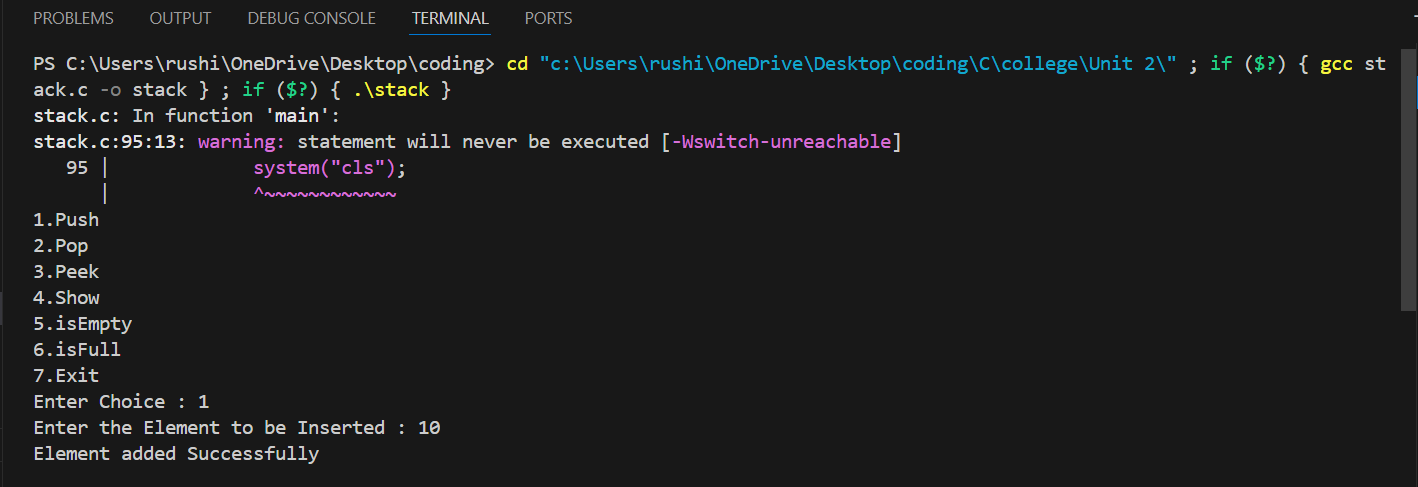 PROBLEMS OUTPUT DEBUG CONSOLE TERMINAL PORTS
PS C:\Users\rushi\OneDrive\Desktop\coding> cd "c:\Users\rushi\OneDrive\Desktop\coding\C\college\Unit 2\" ; if ($?) { gcc st
ack.c -o stack } ; if ($?) { .\stack }
stack.c: In function 'main':
stack.c:95:13: warning: statement will never be executed [-Wswitch-unreachable]
   95 |             system("cls");
      |             ^~~~~~~~~~~~~
1.Push
2.Pop
3.Peek
4.Show
5.isEmpty
6.isFull
7.Exit
Enter Choice : 1
Enter the Element to be Inserted : 10
Element added Successfully